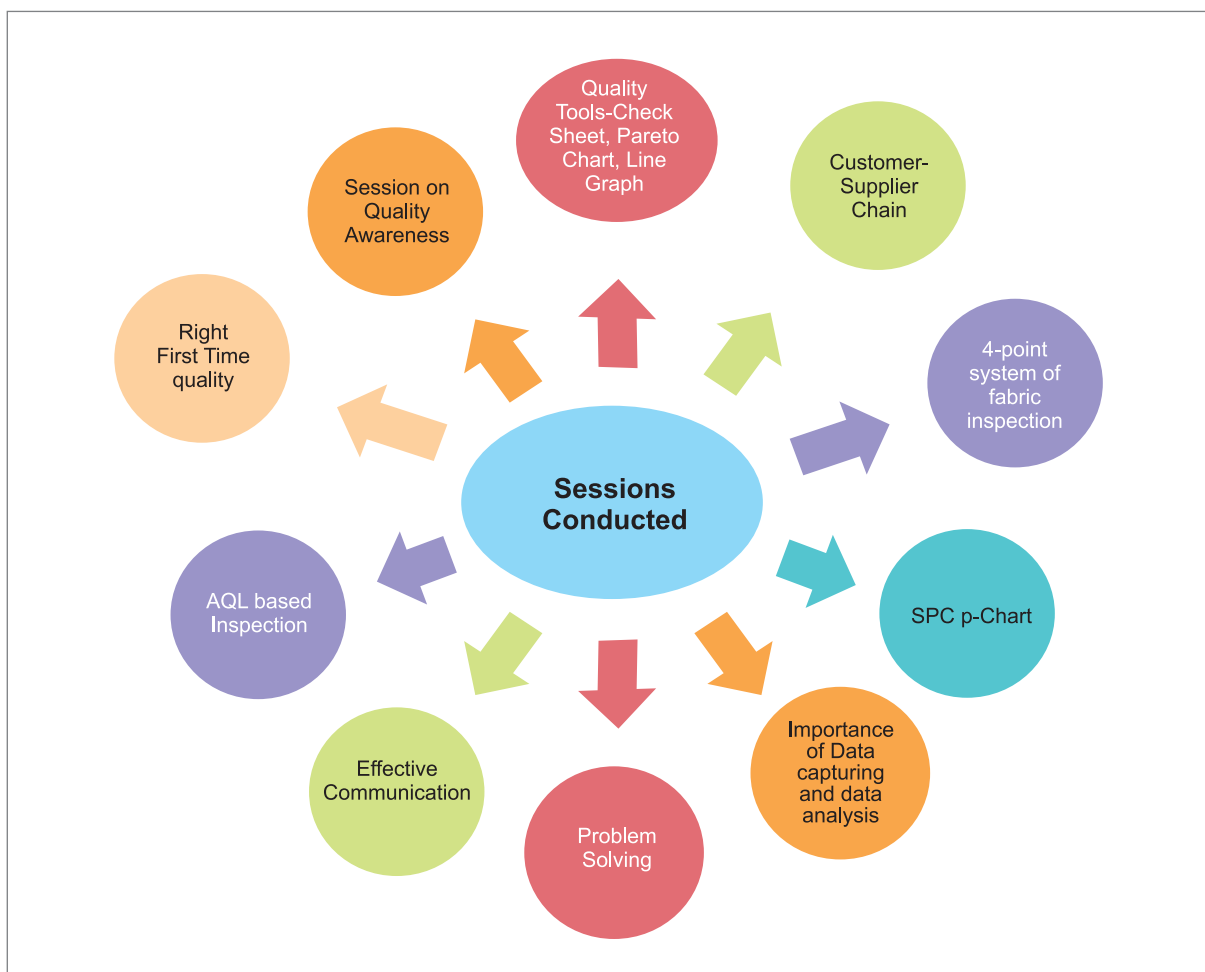 Quality
Tools-Check
Sheet, Pareto
Chart, Line
Graph
Customer-
Supplier
Chain
4-point
system of
fabric
inspection
SPC p-Chart
Importance
of Data
capturing
and data
analysis
Problem
Solving
Effective
Communication
AQL based
Inspection
Right
First Time
quality
Session on
Quality
Awareness
Sessions
Conducted